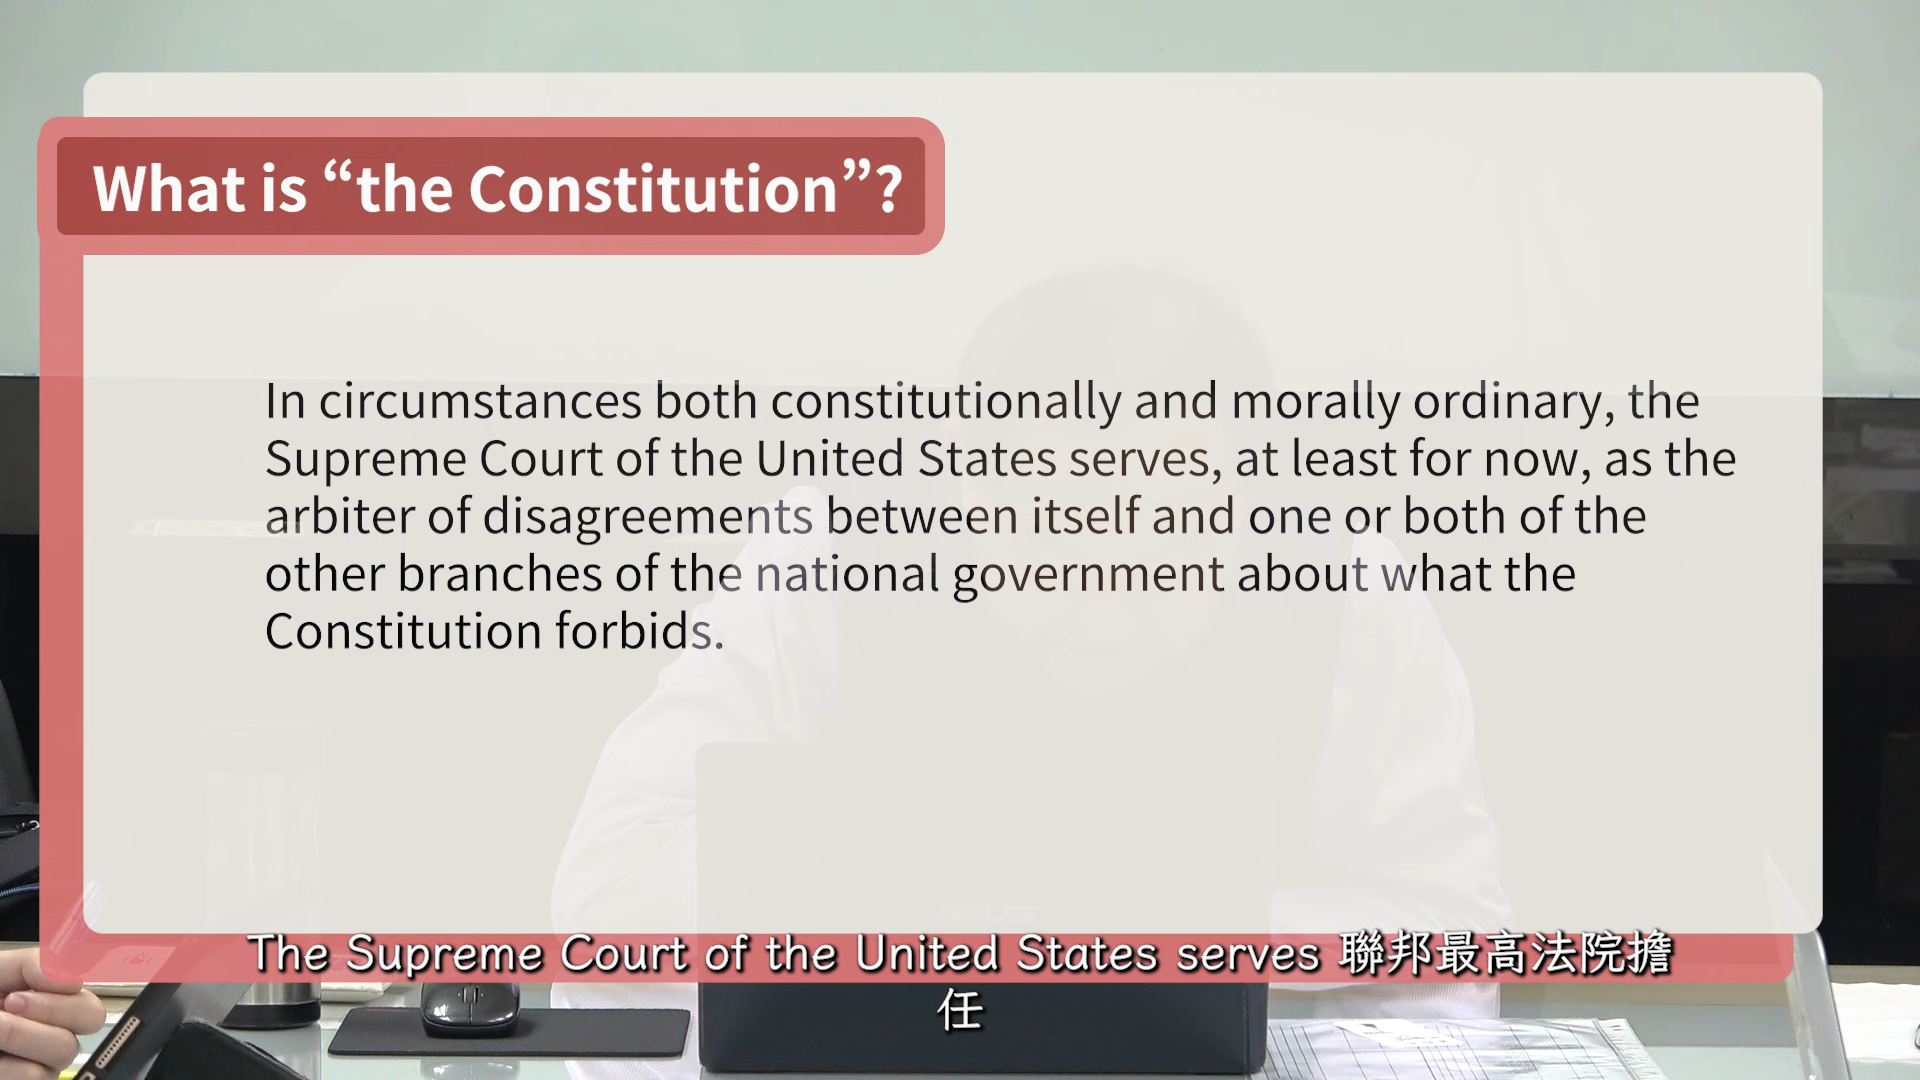 What is “the Constitution”?
In circumstances both constitutionally and morally ordinary, the
Supreme Court of the United States serves, at least for now, as the
arbiter of disagreements between itself and one or both of the
other branches of the national government about what the
Constitution forbids.
ASUS
The Supreme Court of the United States serves 聯邦最高法院擔
任